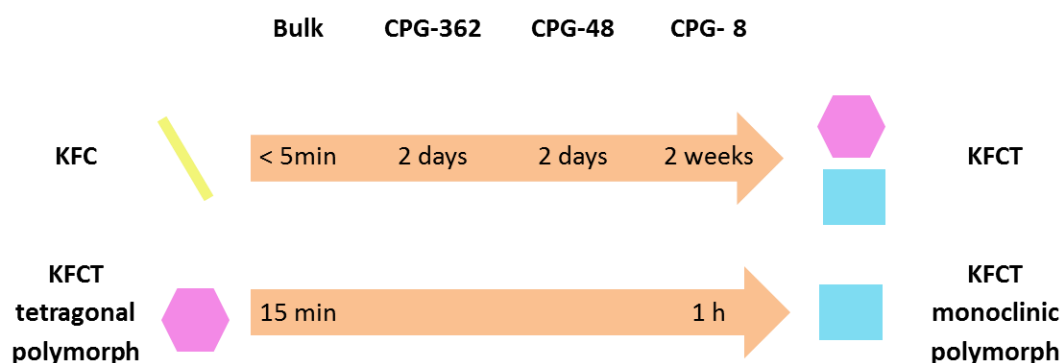 Bulk CPG-362 CPG-48 CPG- 8
KFC < 5min 2 days 2 days 2 weeks KFCT
KFCT
tetragonal
polymorph
15 min 1 h
KFCT
monoclinic
polymorph